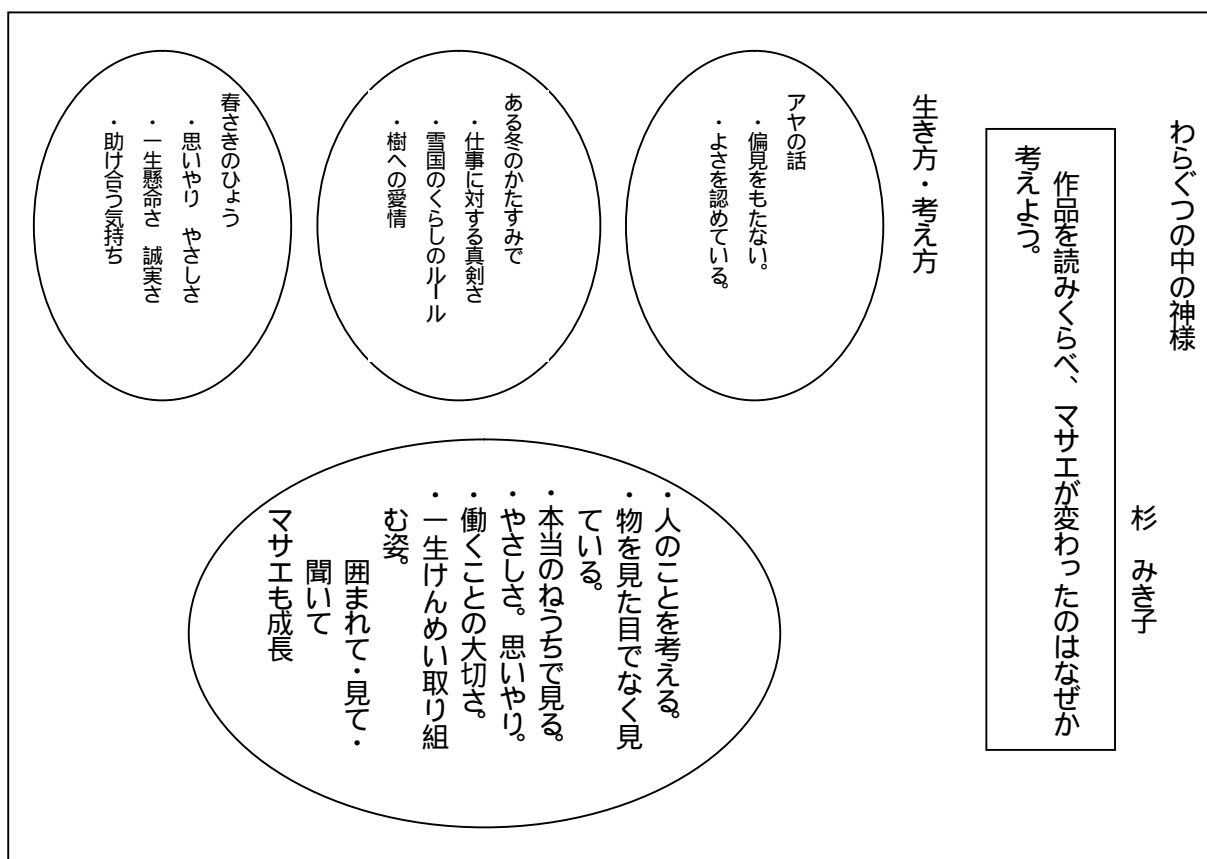 わらぐつの中の神様
杉　みき子
作品を読みくらべ、マサエが変わったのはなぜか
考えよう。
生き方・考え方
アヤの話
・偏見をもたない。
・よさを認めている。
ある冬のかたすみで
・仕事に対する真剣さ
・雪国のくらしのルール
・樹への愛情
春さきのひょう
・思いやり　やさしさ
・一生懸命さ　誠実さ
・助け合う気持ち
・人のことを考える。
・物を見た目でなく見
ている。
・本当のねうちで見る。
・やさしさ。思いやり。
・働くことの大切さ。
・一生けんめい取り組
む姿。
囲まれて・見て・
聞いて
マサエも成長